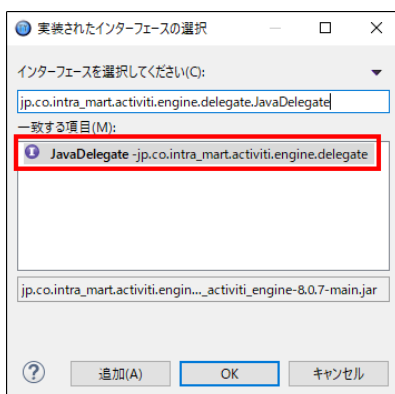 実装されたインターフェースの選択
インターフェースを選択してください(C):
jp.co.intra_mart.activiti.engine.delegate.JavaDelegate
一致する項目(M):
JavaDelegate -jp.co.intra_mart.activiti.engine.delegate
jp.co.intra_mart.activiti.engin..._activiti_engine-8.0.7-main.jar
追加(A) OK キャンセル